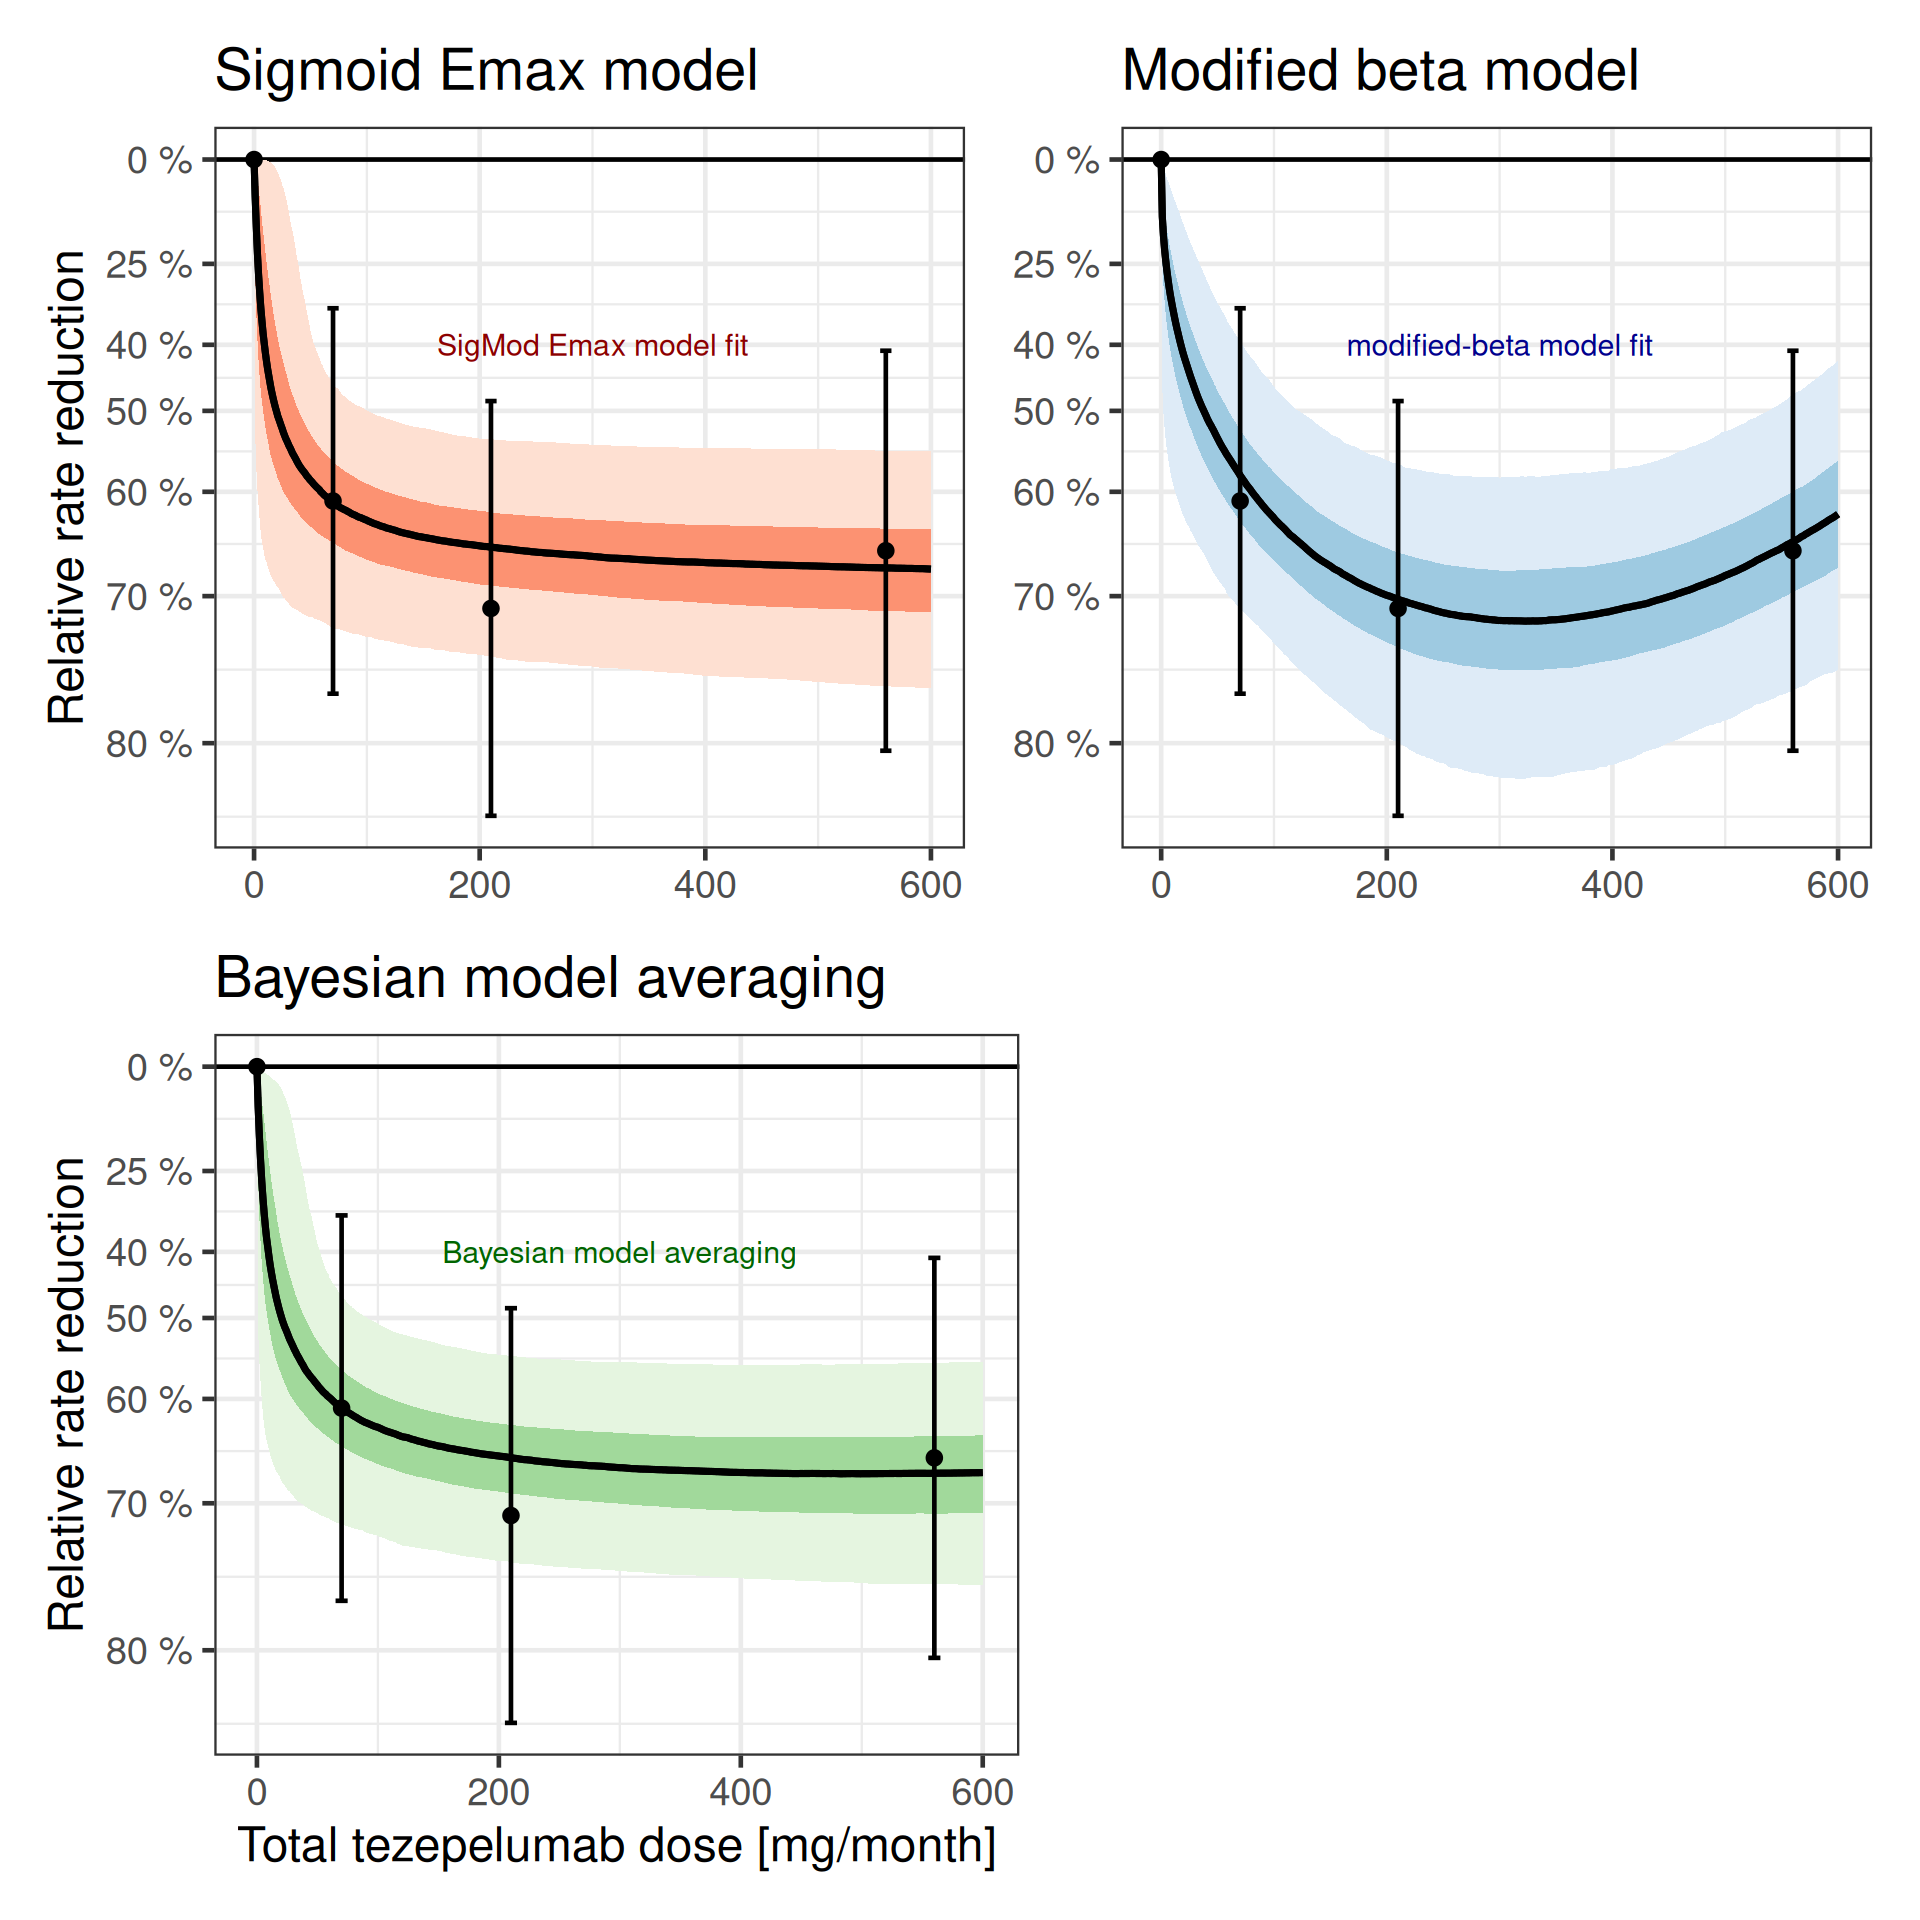 Sigmoid Emax model
Relative rate reduction
0 %
25 %
40 %
50 %
60 %
70 %
80 %
SigMod Emax model fit
0 200 400 600
Modified beta model
0 %
25 %
40 %
50 %
60 %
70 %
80 %
modified-beta model fit
0 200 400 600
Bayesian model averaging
Relative rate reduction
0 %
25 %
40 %
50 %
60 %
70 %
80 %
Bayesian model averaging
0 200 400 600
Total tezepelumab dose [mg/month]